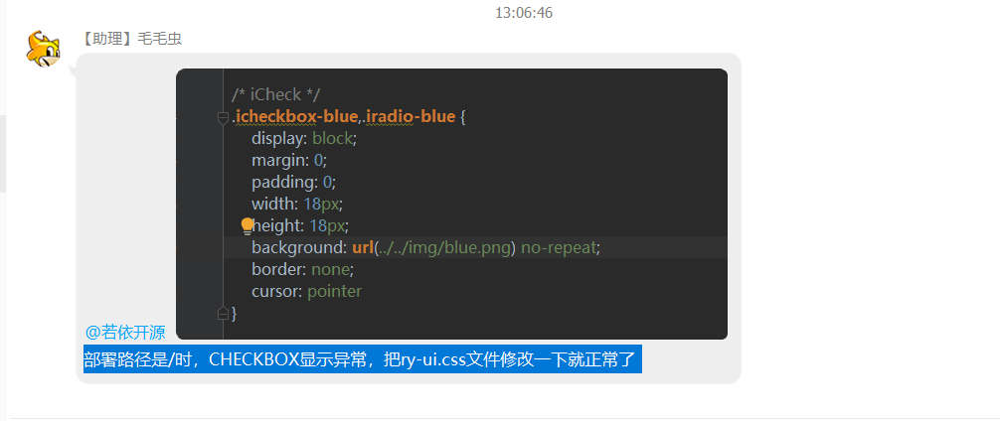 13:06:46
【助理】毛毛虫
/* iCheck */
.icheckbox-blue,.iradio-blue {
display: block;
margin: 0;
padding: 0;
width: 18px;
height: 18px;
background: url(../../img/blue.png) no-repeat;
border: none;
cursor: pointer
}
@若依开源
部署路径是/时，CHECKBOX显示异常，把ry-ui.css文件修改一下就正常了